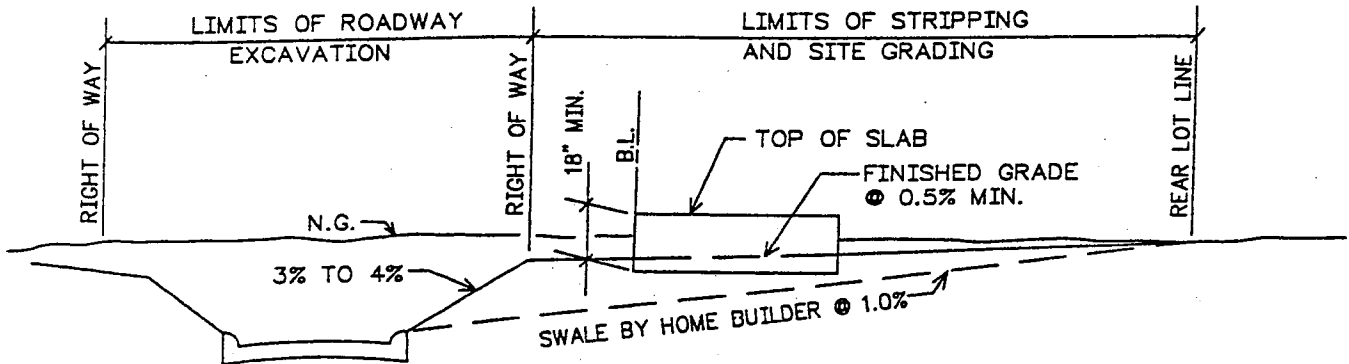 LIMITS OF ROADWAY
EXCAVATION
LIMITS OF STRIPPING
AND SITE GRADING
RIGHT OF WAY
RIGHT OF WAY
18" MIN.
B.L.
TOP OF SLAB
FINISHED GRADE
@ 0.5% MIN.
REAR LOT LINE
N.G.
3% TO 4%
SWALE BY HOME BUILDER @ 1.0%